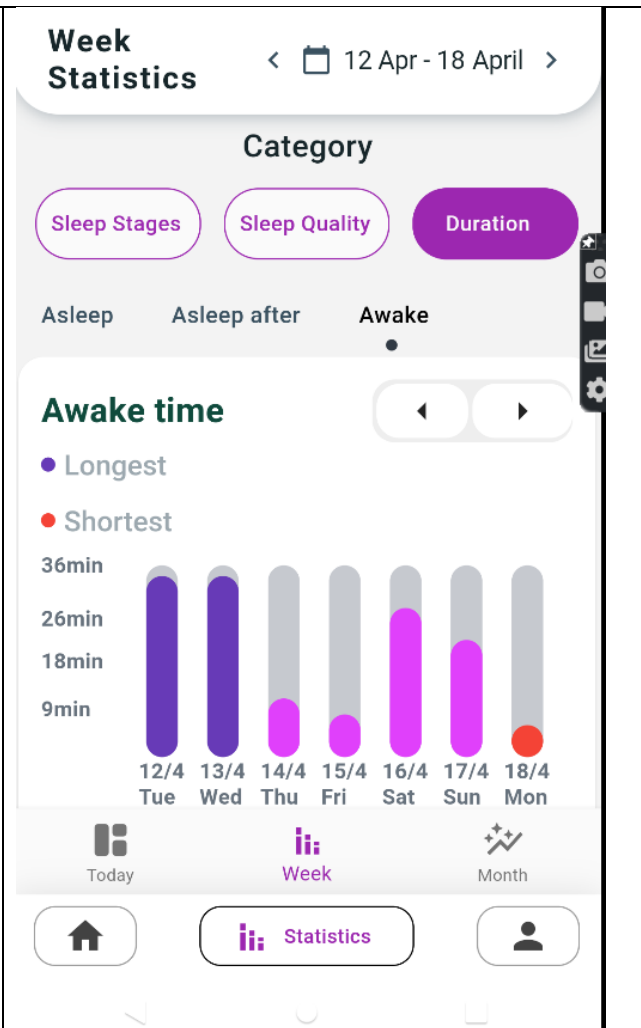 Week
Statistics
12 Apr - 18 April
Category
Sleep Stages Sleep Quality Duration
Asleep Asleep after Awake
Awake time
Longest
Shortest
36min
26min
18min
9min
12/4 13/4 14/4 15/4 16/4 17/4 18/4
Tue Wed Thu Fri Sat Sun Mon
Today Week Month
Statistics